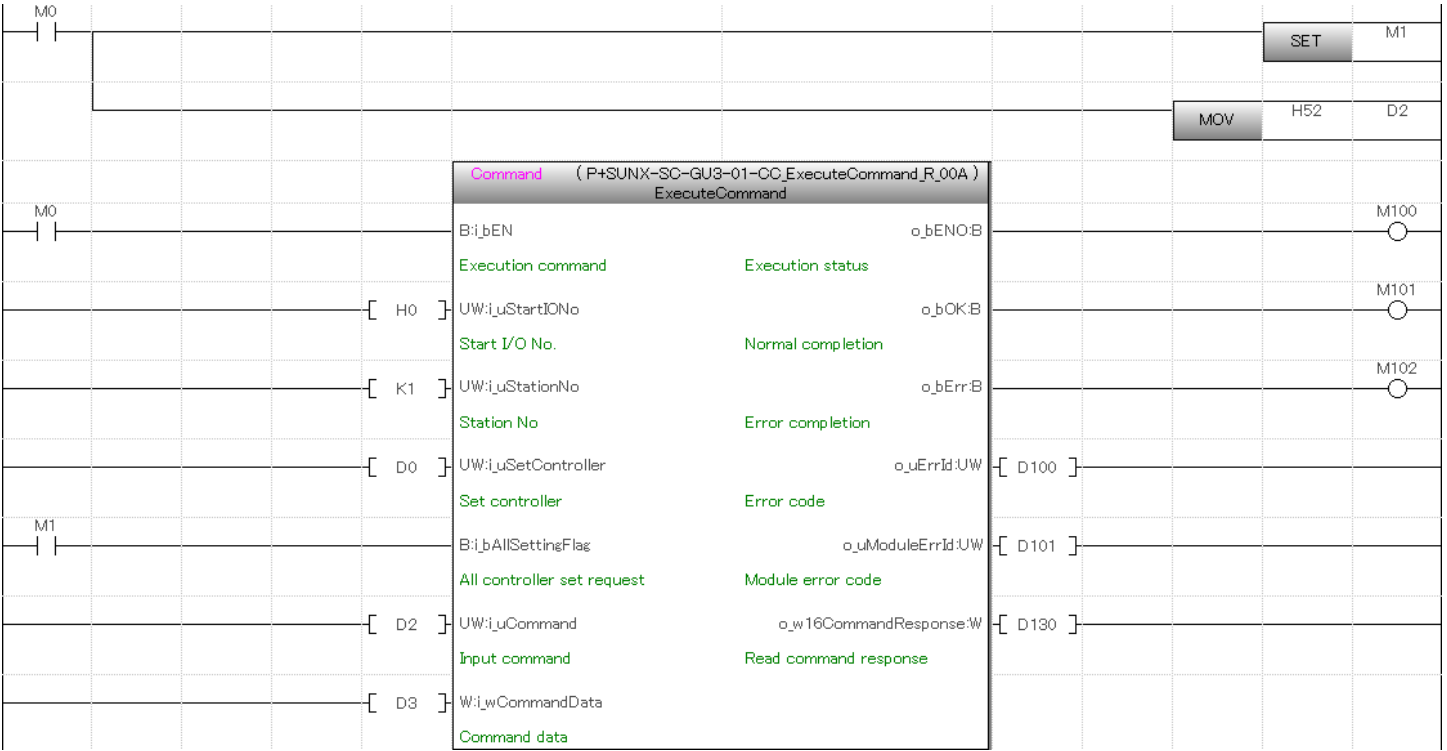 M0
SET M1
MOV H52 D2
Command (P+SUNX-SC-GU3-01-CC_ExecuteCommand_R_00A)
ExecuteCommand
M0 M100
B:i_bEN o_bENO:B
Execution command Execution status
M101
H0 UW:i_uStartIONo o_bOK:B
Start I/O No. Normal completion
M102
K1 UW:i_uStationNo o_bErr:B
Station No Error completion
D0 UW:i_uSetController o_uErrId:UW D100
Set controller Error code
M1
B:i_bAllSettingFlag o_uModuleErrId:UW D101
All controller set request Module error code
D2 UW:i_uCommand o_w16CommandResponse:W D130
Input command Read command response
D3 W:i_wCommandData
Command data